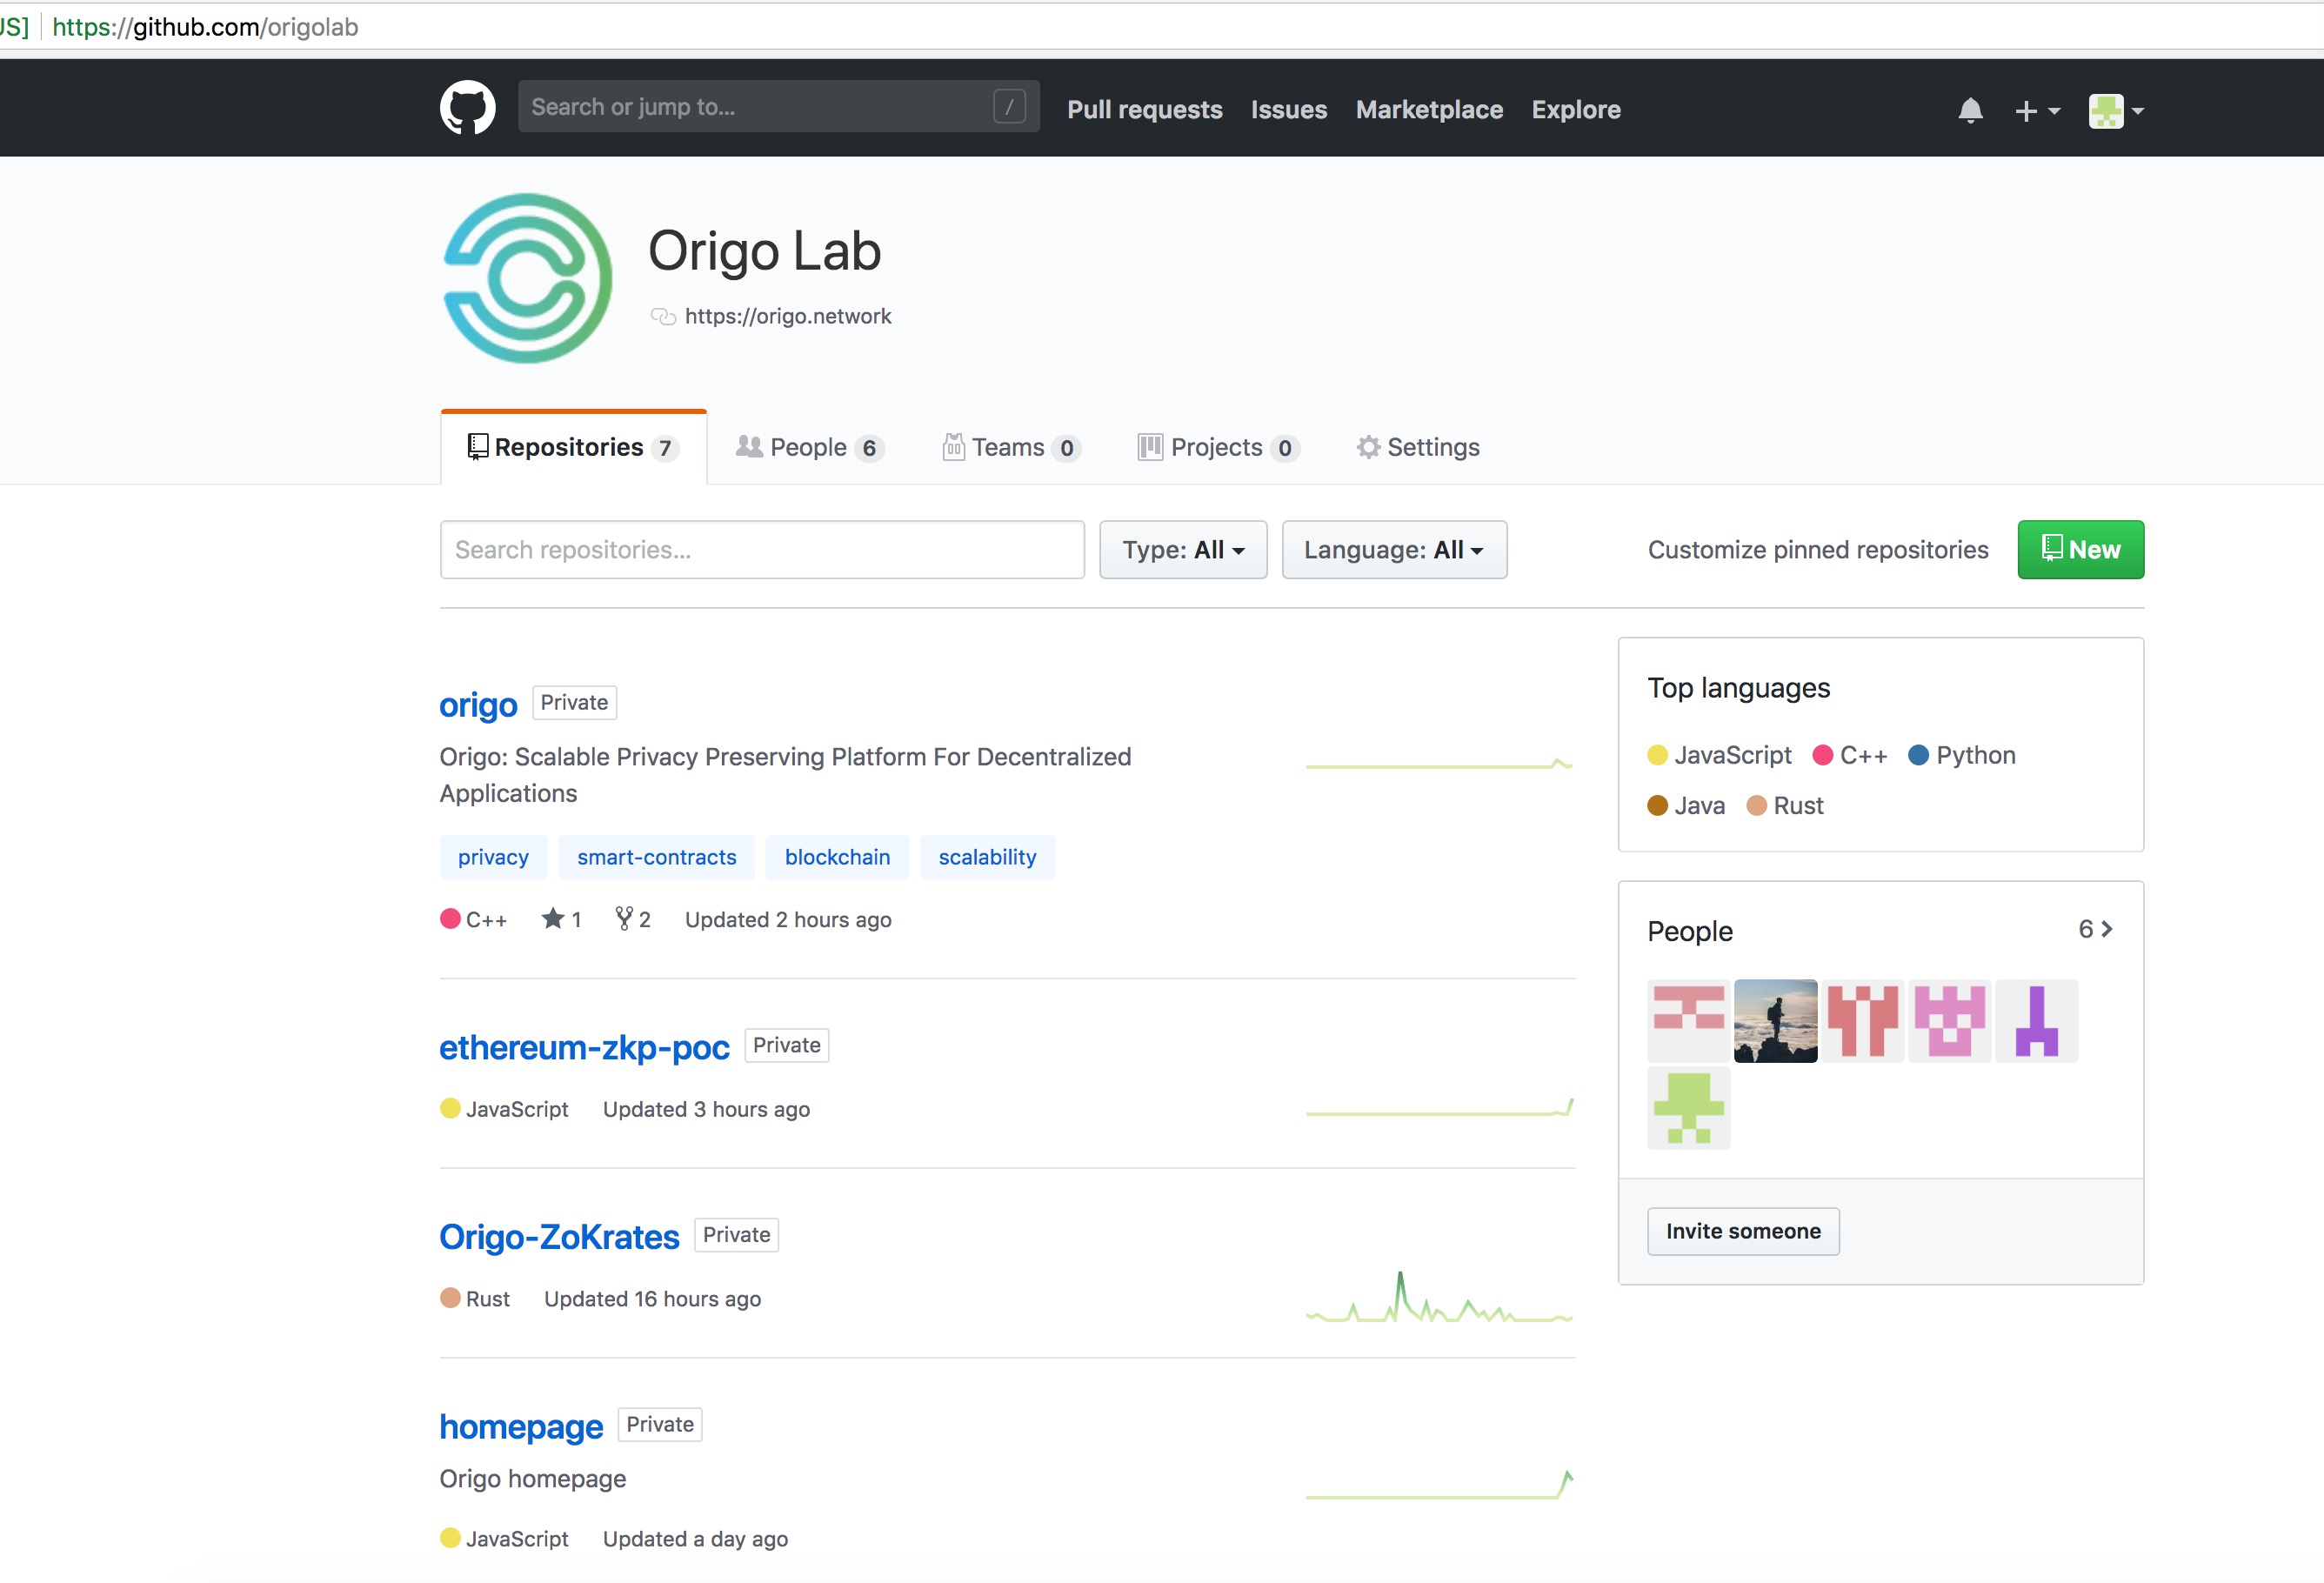 US] https://github.com/origolab
Search or jump to... /
Pull requests Issues Marketplace Explore
Origo Lab
https://origo.network
Repositories 7 People 6 Teams 0 Projects 0 Settings
Search repositories...
Type: All
Language: All
Customize pinned repositories
New
origo Private
Origo: Scalable Privacy Preserving Platform For Decentralized
Applications
privacy smart-contracts blockchain scalability
C++ 1 2 Updated 2 hours ago
ethereum-zkp-poc Private
JavaScript Updated 3 hours ago
Origo-ZoKrates Private
Rust Updated 16 hours ago
homepage Private
Origo homepage
JavaScript Updated a day ago
Top languages
JavaScript C++ Python
Java Rust
People 6
Invite someone